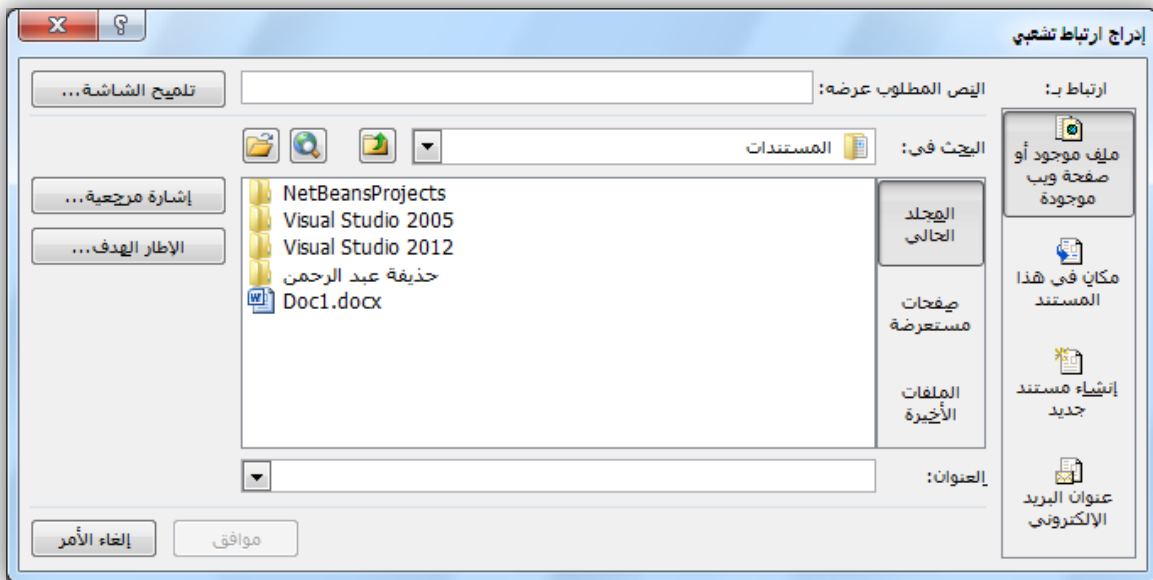 إدراج ارتباط تشعبي
ارتباط بـ:
النص المطلوب عرضه:
تلميح الشاشة...
ملف موجود أو
صفحة ويب
موجودة
البحث في:
المستندات
المجلد
الحالي
NetBeansProjects
Visual Studio 2005
Visual Studio 2012
حذيفة عبد الرحمن
Doc1.docx
إشارة مرجعية...
الإطار الهدف...
مكان في هذا
المستند
صفحات
مستعرضة
إنشاء مستند
جديد
الملفات
الأخيرة
عنوان البريد
الإلكتروني
العنوان:
موافق
إلغاء الأمر